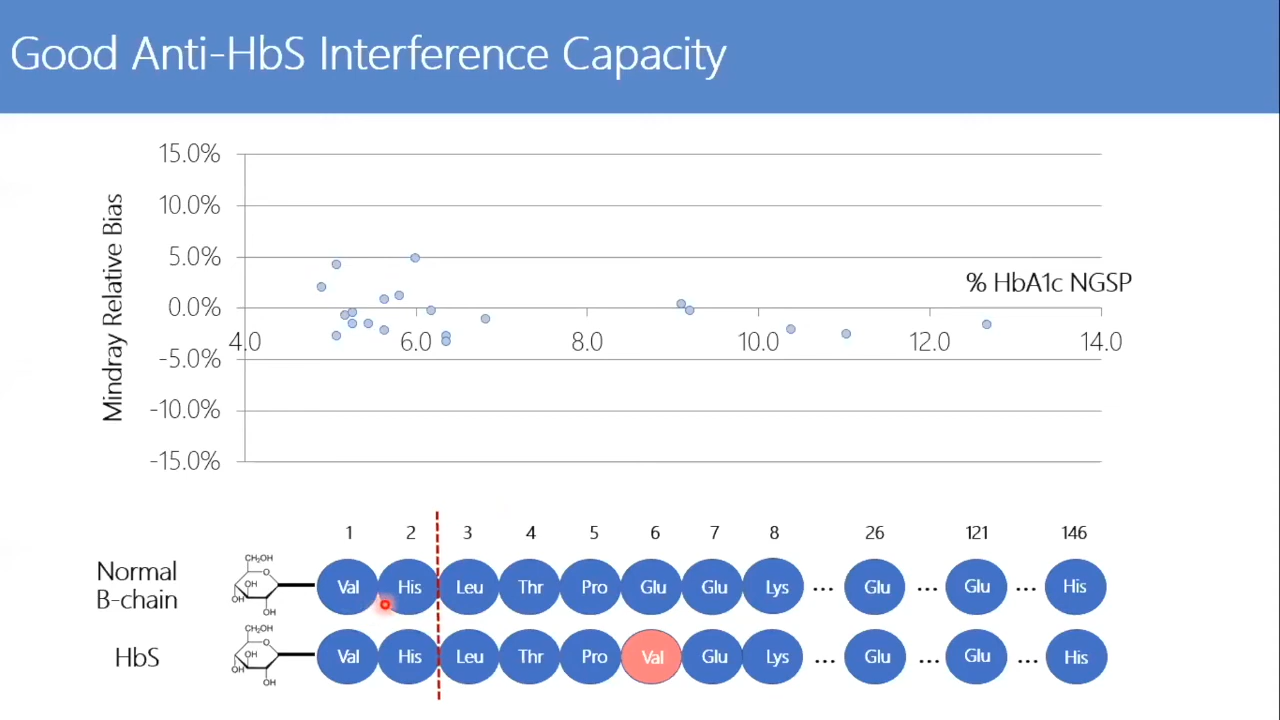 Good Anti-HbS Interference Capacity
15.0%
10.0%
5.0%
0.0%
-5.0%
-10.0%
-15.0%
Mindray Relative Bias
% HbA1c NGSP
4.0 6.0 8.0 10.0 12.0 14.0
1 2 3 4 5 6 7 8 26 121 146
Normal
B-chain
CH₂OH
O
OH
OH
OH
Val His Leu Thr Pro Glu Glu Lys ... Glu ... Glu ... His
HbS
CH₂OH
O
OH
OH
OH
Val His Leu Thr Pro Val Glu Lys ... Glu ... Glu ... His